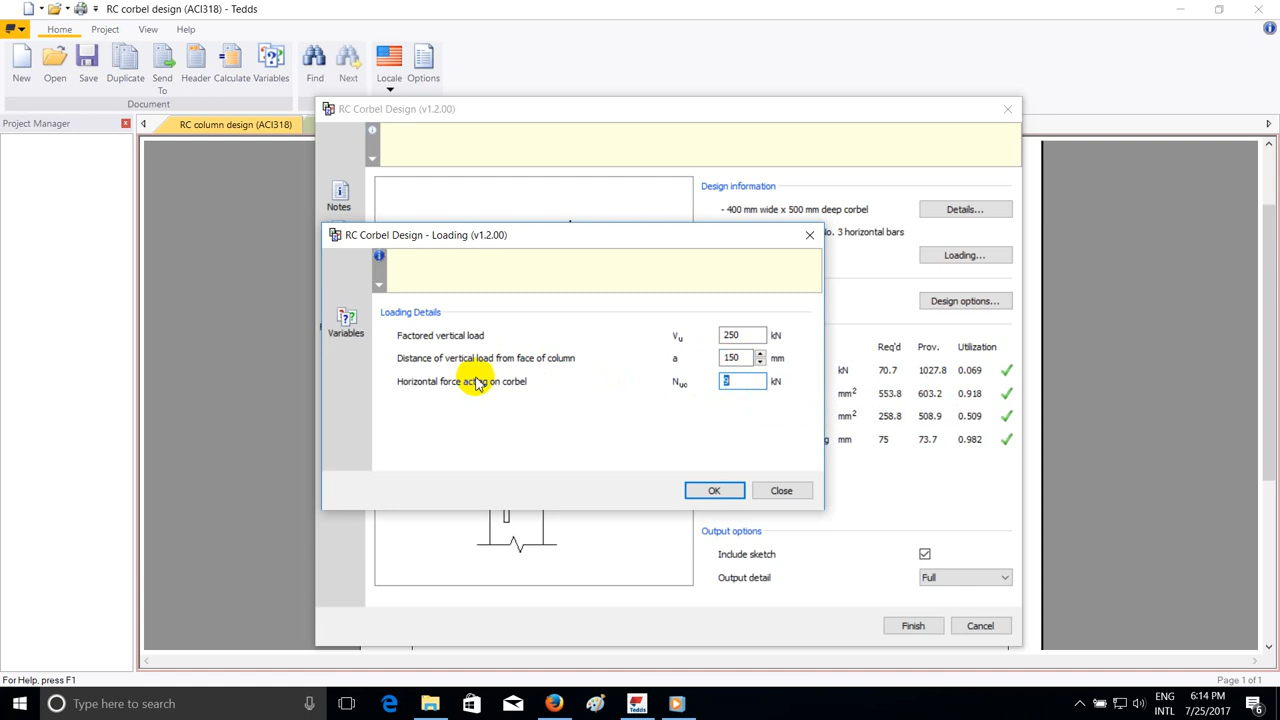 RC corbel design (ACI318) - Tedds
Home Project View Help
New Open Save Duplicate Send To Header Calculate Variables Find Next Locale Options
Document
Project Manager
RC column design (ACI318)
RC Corbel Design (v1.2.00)
Notes
Design information
- 400 mm wide x 500 mm deep corbel
Details...
No. 3 horizontal bars
Loading...
Design options...
Req'd Prov. Utilization
kN 70.7 1027.8 0.069
mm² 553.8 603.2 0.918
mm² 258.8 508.9 0.509
mm 75 73.7 0.982
Output options
Include sketch
Output detail Full
Finish Cancel
RC Corbel Design - Loading (v1.2.00)
Variables
Loading Details
Factored vertical load Vu 250 kN
Distance of vertical load from face of column a 150 mm
Horizontal force acting on corbel Nuc kN
OK Close
For Help, press F1
Page 1 of 1
Type here to search
ENG
INTL
6:14 PM
7/25/2017
6